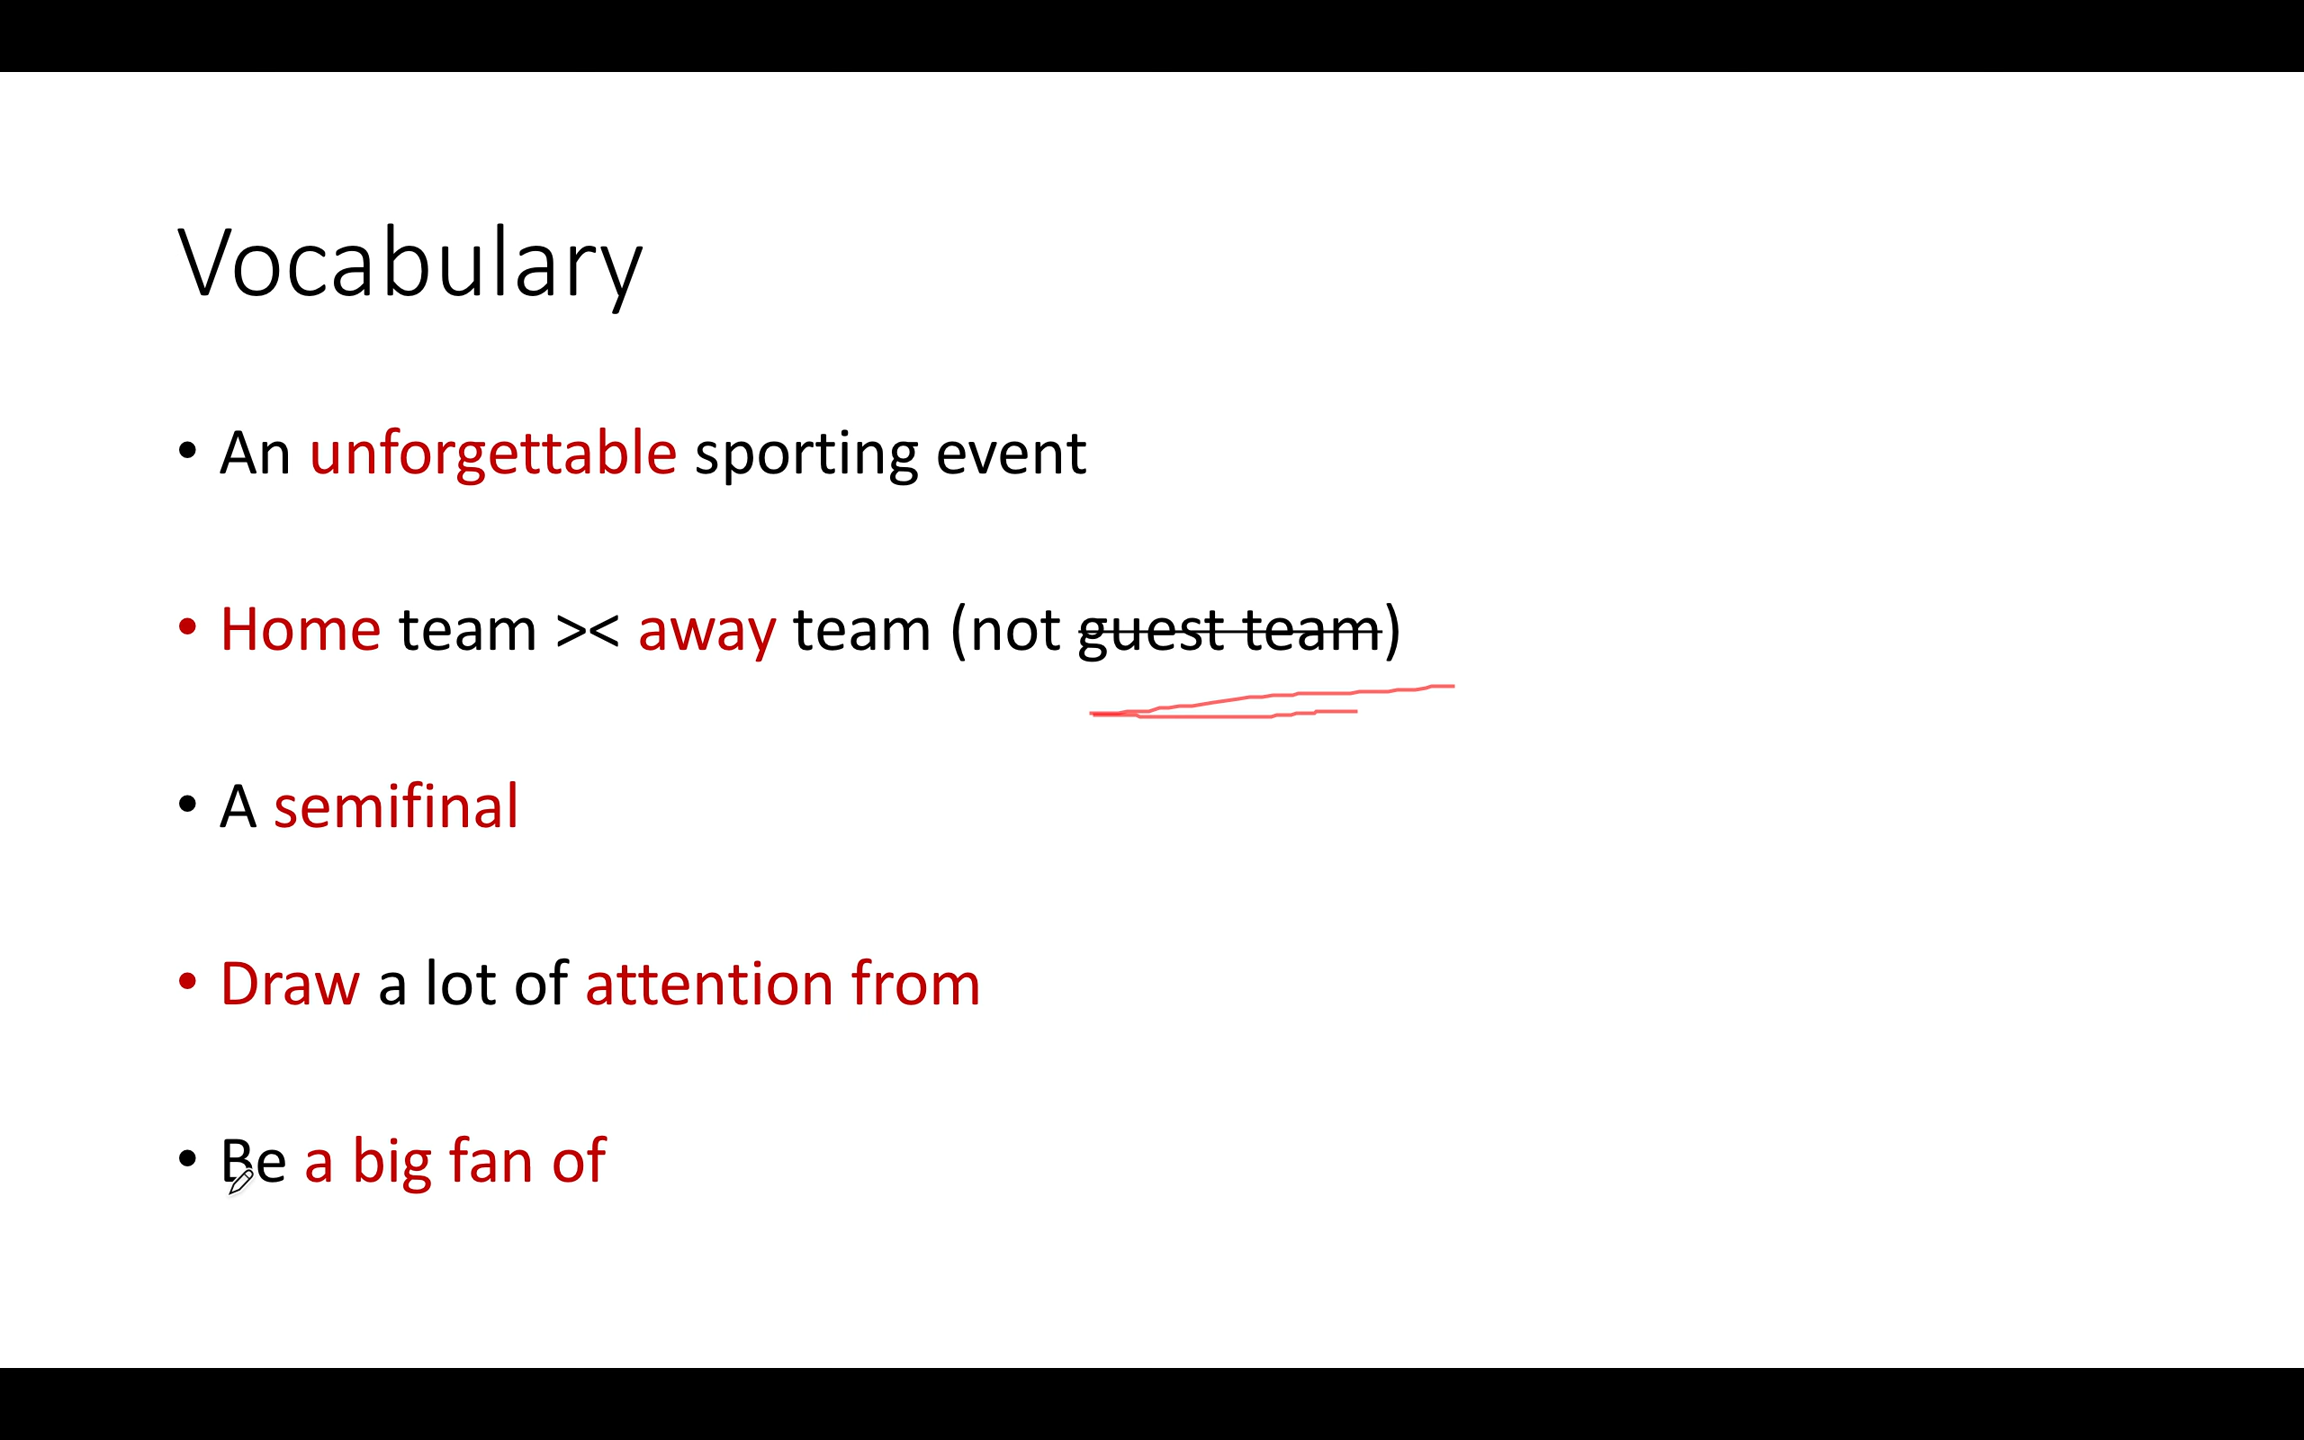 Vocabulary
• An unforgettable sporting event
• Home team >< away team (not guest team)
• A semifinal
• Draw a lot of attention from
• Be a big fan of